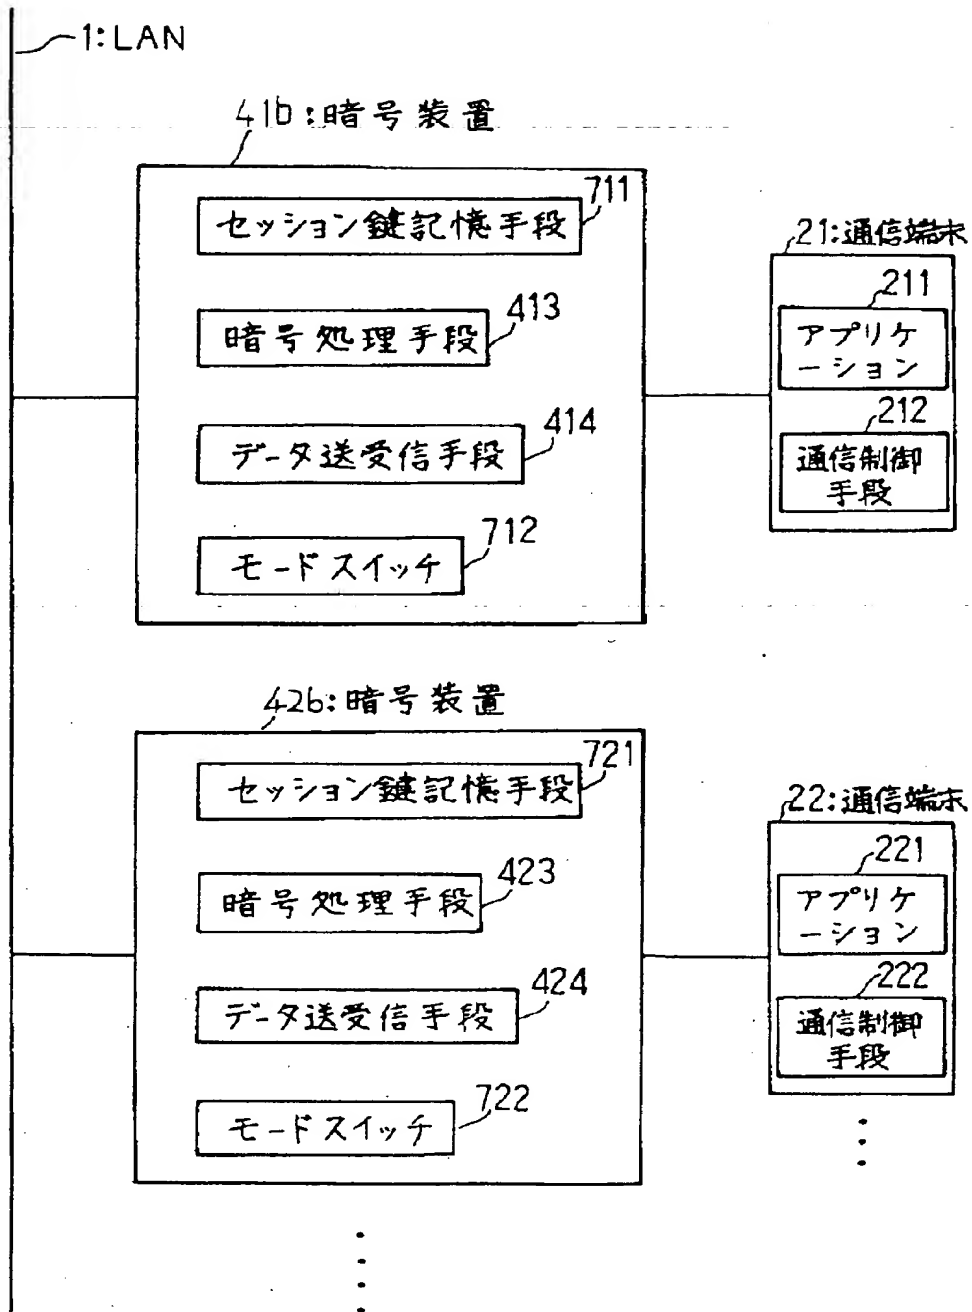 1:LAN
41b:暗号装置
711
セッション鍵記憶手段
413
暗号処理手段
414
データ送受信手段
712
モードスイッチ
21:通信端末
211
アプリケ
ーション
212
通信制御
手段
42b:暗号装置
721
セッション鍵記憶手段
423
暗号処理手段
424
データ送受信手段
722
モードスイッチ
22:通信端末
221
アプリケ
ーション
222
通信制御
手段